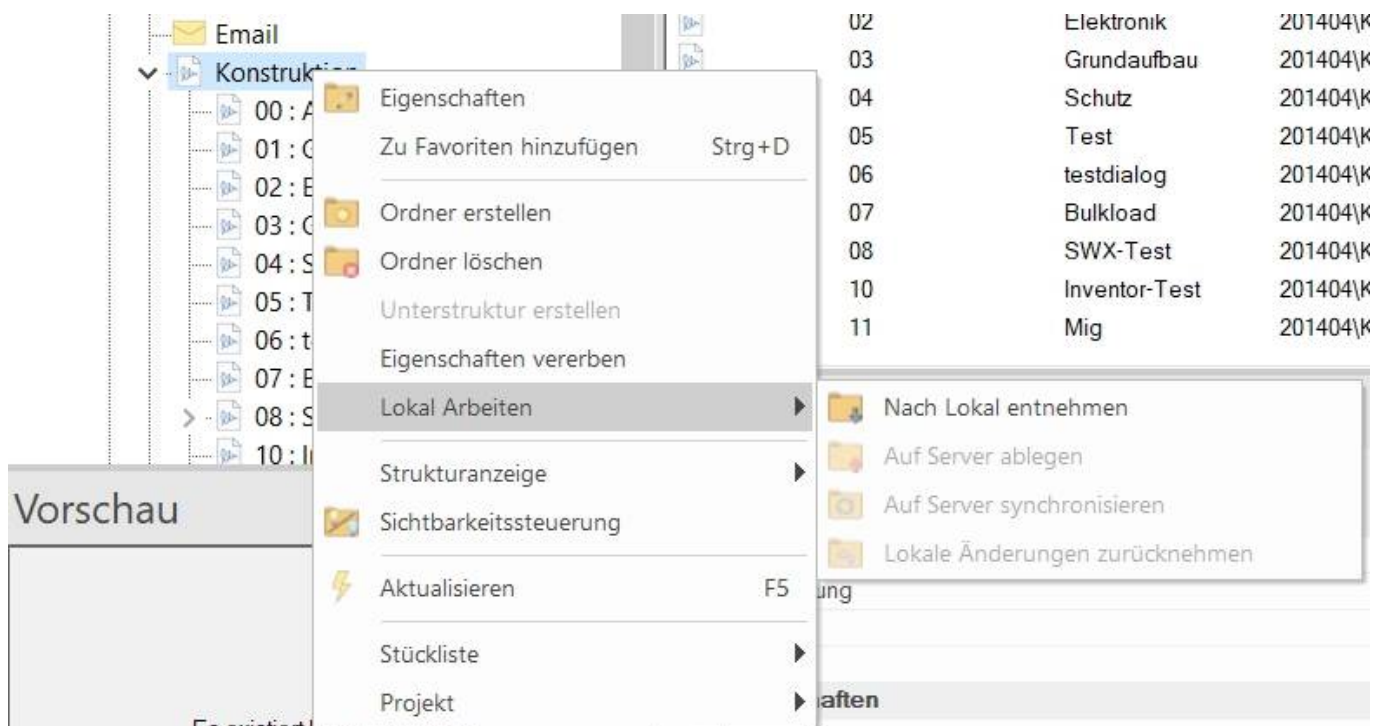 Email
Konstruktion
00 : A
01 : G
02 : E
03 : G
04 : S
05 : T
06 : t
07 : B
08 : S
10 : I
02 Elektronik 201404\K
03 Grundaufbau 201404\K
04 Schutz 201404\K
05 Test 201404\K
06 testdialog 201404\K
07 Bulkload 201404\K
08 SWX-Test 201404\K
10 Inventor-Test 201404\K
11 Mig 201404\K
Eigenschaften
Zu Favoriten hinzufügen Strg+D
Ordner erstellen
Ordner löschen
Unterstruktur erstellen
Eigenschaften vererben
Lokal Arbeiten
Strukturanzeige
Sichtbarkeitssteuerung
Aktualisieren F5
Stückliste
Projekt
Nach Lokal entnehmen
Auf Server ablegen
Auf Server synchronisieren
Lokale Änderungen zurücknehmen
Vorschau
ung
haften